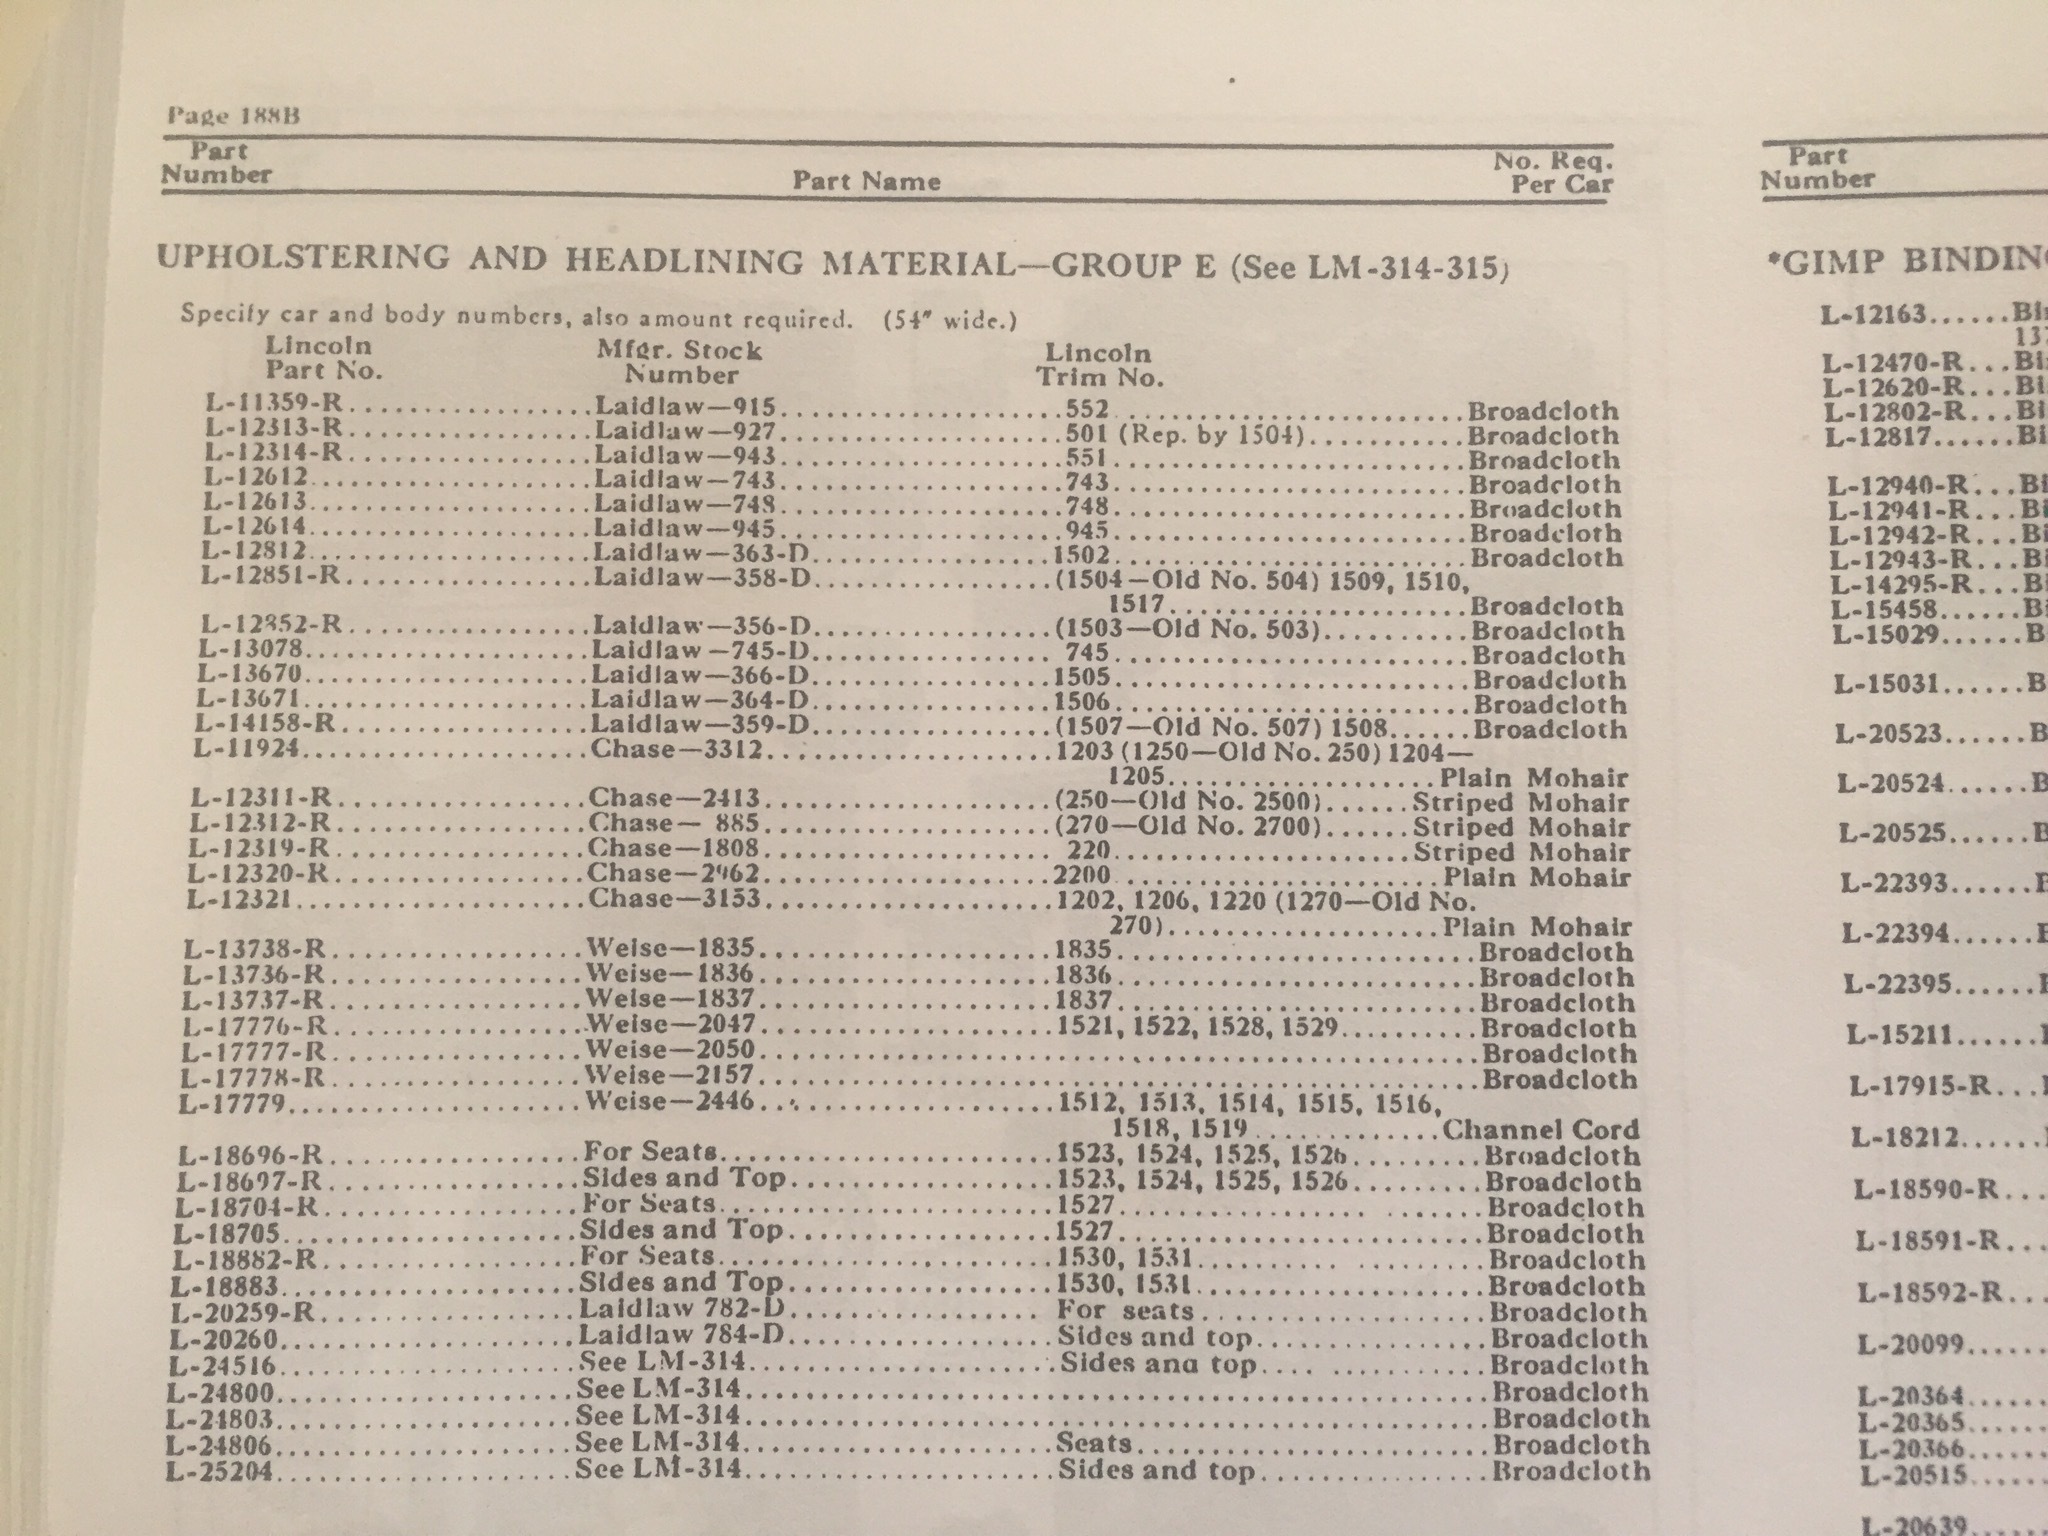 Page 188B
Part Number Part Name No. Req. Per Car
UPHOLSTERING AND HEADLINING MATERIAL—GROUP E (See LM-314-315)
Specify car and body numbers, also amount required. (54" wide.)
Lincoln Mfgr. Stock Lincoln
Part No. Number Trim No.
L-11359-R Laidlaw—915 552 Broadcloth
L-12313-R Laidlaw—927 501 (Rep. by 1504) Broadcloth
L-12314-R Laidlaw—943 551 Broadcloth
L-12612 Laidlaw—743 743 Broadcloth
L-12613 Laidlaw—748 748 Broadcloth
L-12614 Laidlaw—945 945 Broadcloth
L-12812 Laidlaw—363-D 1502 Broadcloth
L-12851-R Laidlaw—358-D (1504—Old No. 504) 1509, 1510,
1517 Broadcloth
L-12852-R Laidlaw—356-D (1503—Old No. 503) Broadcloth
L-13078 Laidlaw—745-D 745 Broadcloth
L-13670 Laidlaw—366-D 1505 Broadcloth
L-13671 Laidlaw—364-D 1506 Broadcloth
L-14158-R Laidlaw—359-D (1507—Old No. 507) 1508 Broadcloth
L-11924 Chase—3312 1203 (1250—Old No. 250) 1204—
1205 Plain Mohair
L-12311-R Chase—2413 (250—Old No. 2500) Striped Mohair
L-12312-R Chase— 885 (270—Old No. 2700) Striped Mohair
L-12319-R Chase—1808 220 Striped Mohair
L-12320-R Chase—2962 2200 Plain Mohair
L-12321 Chase—3153 1202, 1206, 1220 (1270—Old No.
270) Plain Mohair
L-13738-R Weise—1835 1835 Broadcloth
L-13736-R Weise—1836 1836 Broadcloth
L-13737-R Weise—1837 1837 Broadcloth
L-17776-R Weise—2047 1521, 1522, 1528, 1529 Broadcloth
L-17777-R Weise—2050 Broadcloth
L-17778-R Weise—2157 Broadcloth
L-17779 Weise—2446 1512, 1513, 1514, 1515, 1516,
1518, 1519 Channel Cord
L-18696-R For Seats 1523, 1524, 1525, 1526 Broadcloth
L-18697-R Sides and Top 1523, 1524, 1525, 1526 Broadcloth
L-18704-R For Seats 1527 Broadcloth
L-18705 Sides and Top 1527 Broadcloth
L-18882-R For Seats 1530, 1531 Broadcloth
L-18883 Sides and Top 1530, 1531 Broadcloth
L-20259-R Laidlaw 782-D For seats Broadcloth
L-20260 Laidlaw 784-D Sides and top Broadcloth
L-24516 See LM-314 Sides and top Broadcloth
L-24800 See LM-314 Broadcloth
L-24803 See LM-314 Broadcloth
L-24806 See LM-314 Seats Broadcloth
L-25204 See LM-314 Sides and top Broadcloth
Part
Number
*GIMP BINDING
L-12163
L-12470-R
L-12620-R
L-12802-R
L-12817
L-12940-R
L-12941-R
L-12942-R
L-12943-R
L-14295-R
L-15458
L-15029
L-15031
L-20523
L-20524
L-20525
L-22393
L-22394
L-22395
L-15211
L-17915-R
L-18212
L-18590-R
L-18591-R
L-18592-R
L-20099
L-20364
L-20365
L-20366
L-20515
L-20639